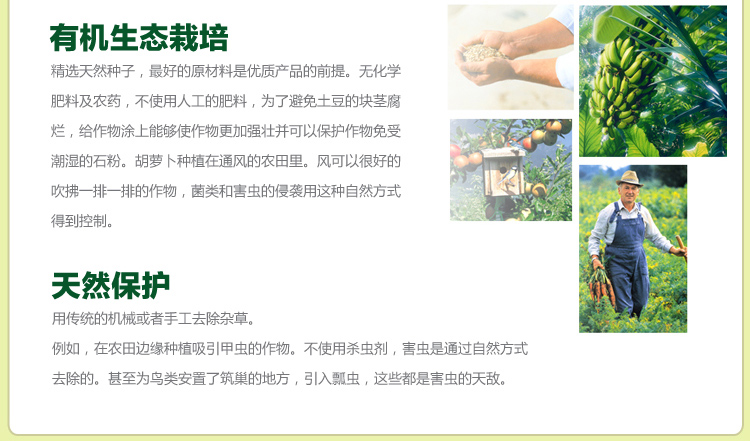 有机生态栽培
精选天然种子，最好的原材料是优质产品的前提。无化学
肥料及农药，不使用人工的肥料，为了避免土豆的块茎腐
烂，给作物涂上能够使作物更加强壮并可以保护作物免受
潮湿的石粉。胡萝卜种植在通风的农田里。风可以很好的
吹拂一排一排的作物，菌类和害虫的侵袭用这种自然方式
得到控制。
天然保护
用传统的机械或者手工去除杂草。
例如，在农田边缘种植吸引甲虫的作物。不使用杀虫剂，害虫是通过自然方式
去除的。甚至为鸟类安置了筑巢的地方，引入瓢虫，这些都是害虫的天敌。